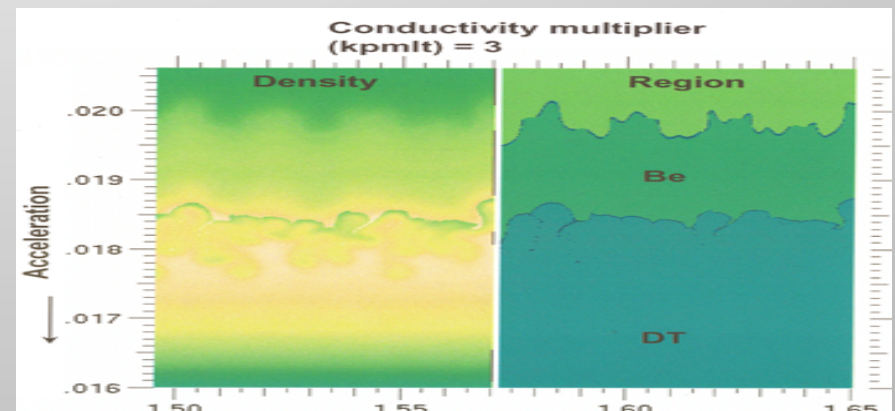 Conductivity multiplier
(kpmlt) = 3
Density
Region
.020
.019
.018
.017
.016
Acceleration
Be
DT
1.50
1.55
1.60
1.65